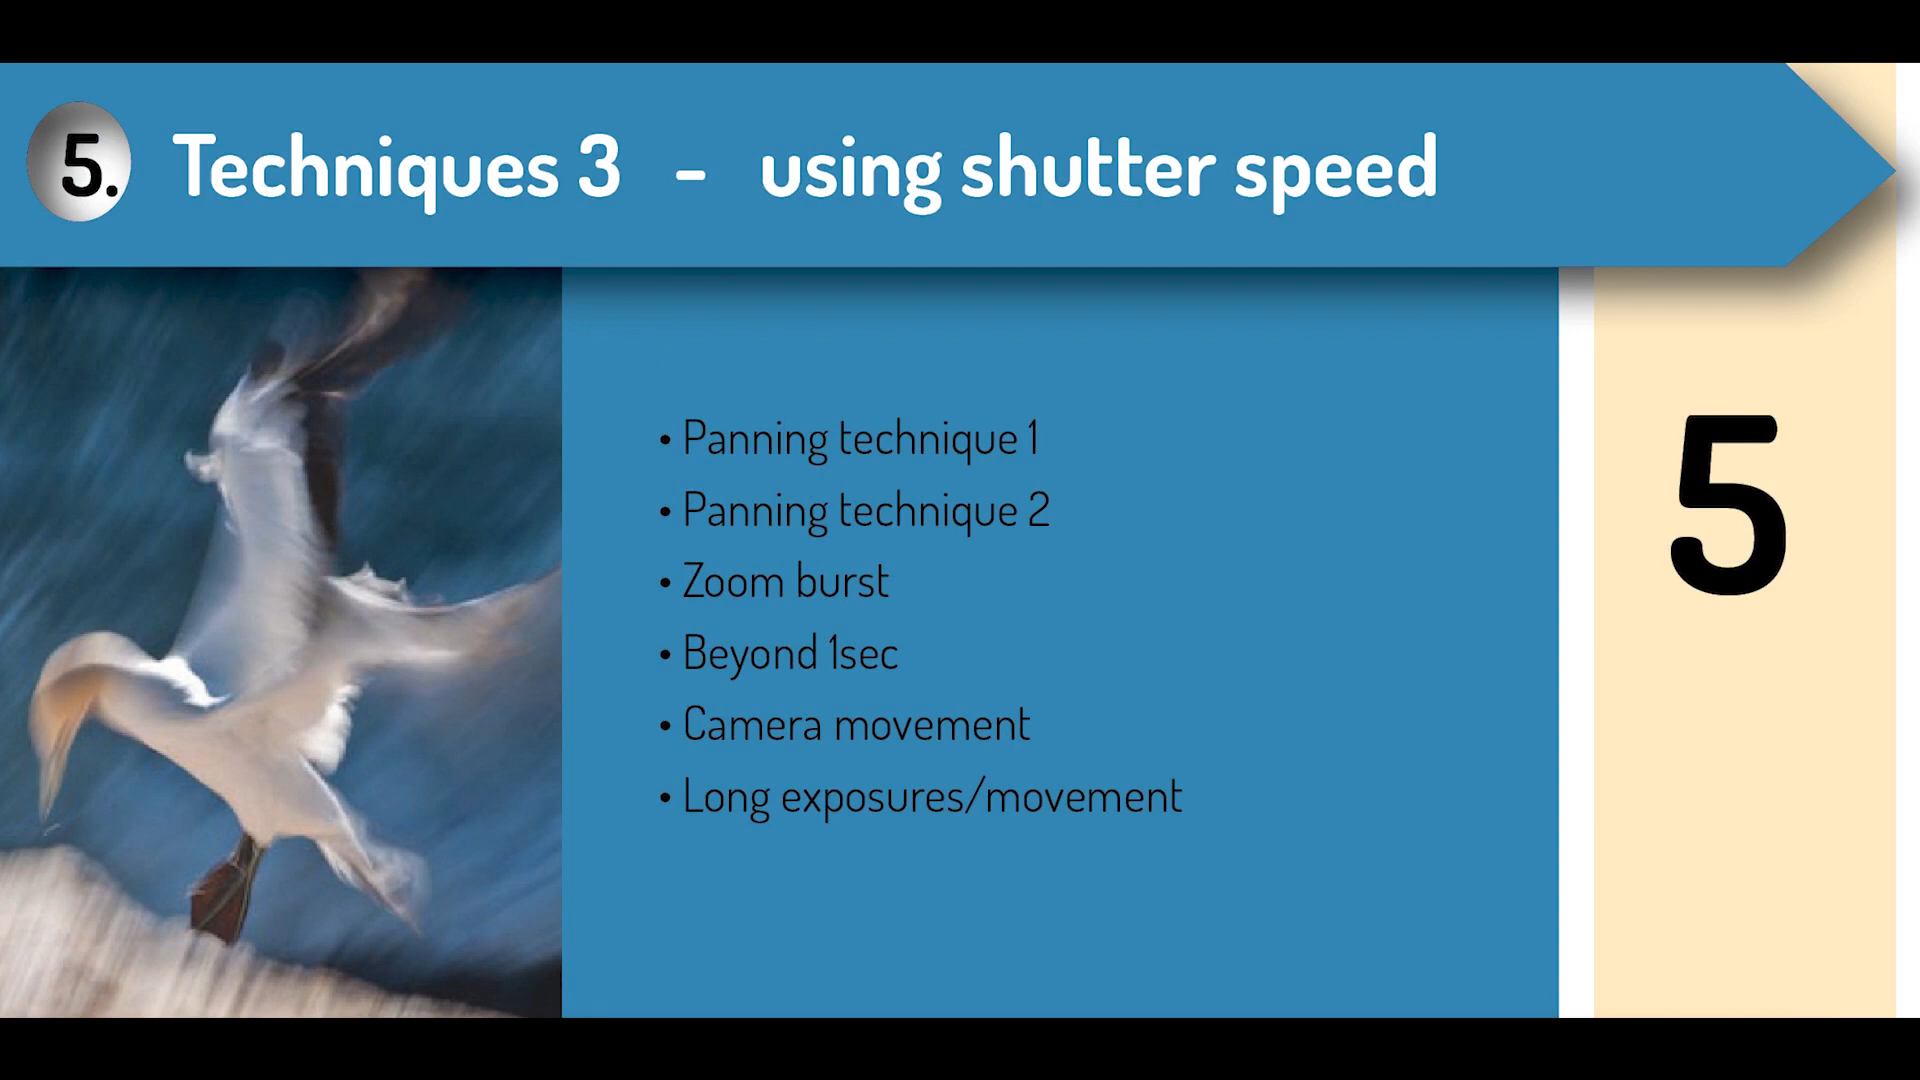 5. Techniques 3 - using shutter speed
• Panning technique 1
• Panning technique 2
• Zoom burst
• Beyond 1sec
• Camera movement
• Long exposures/movement
5